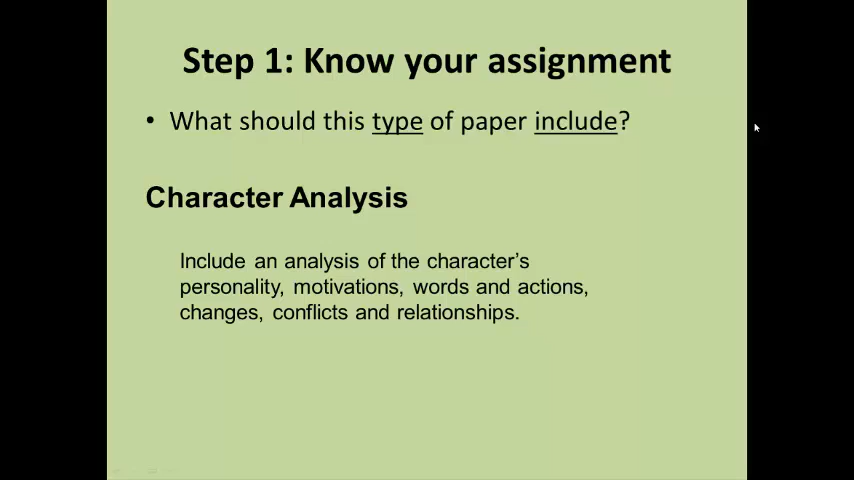 Step 1: Know your assignment
• What should this type of paper include?
Character Analysis
Include an analysis of the character's
personality, motivations, words and actions,
changes, conflicts and relationships.